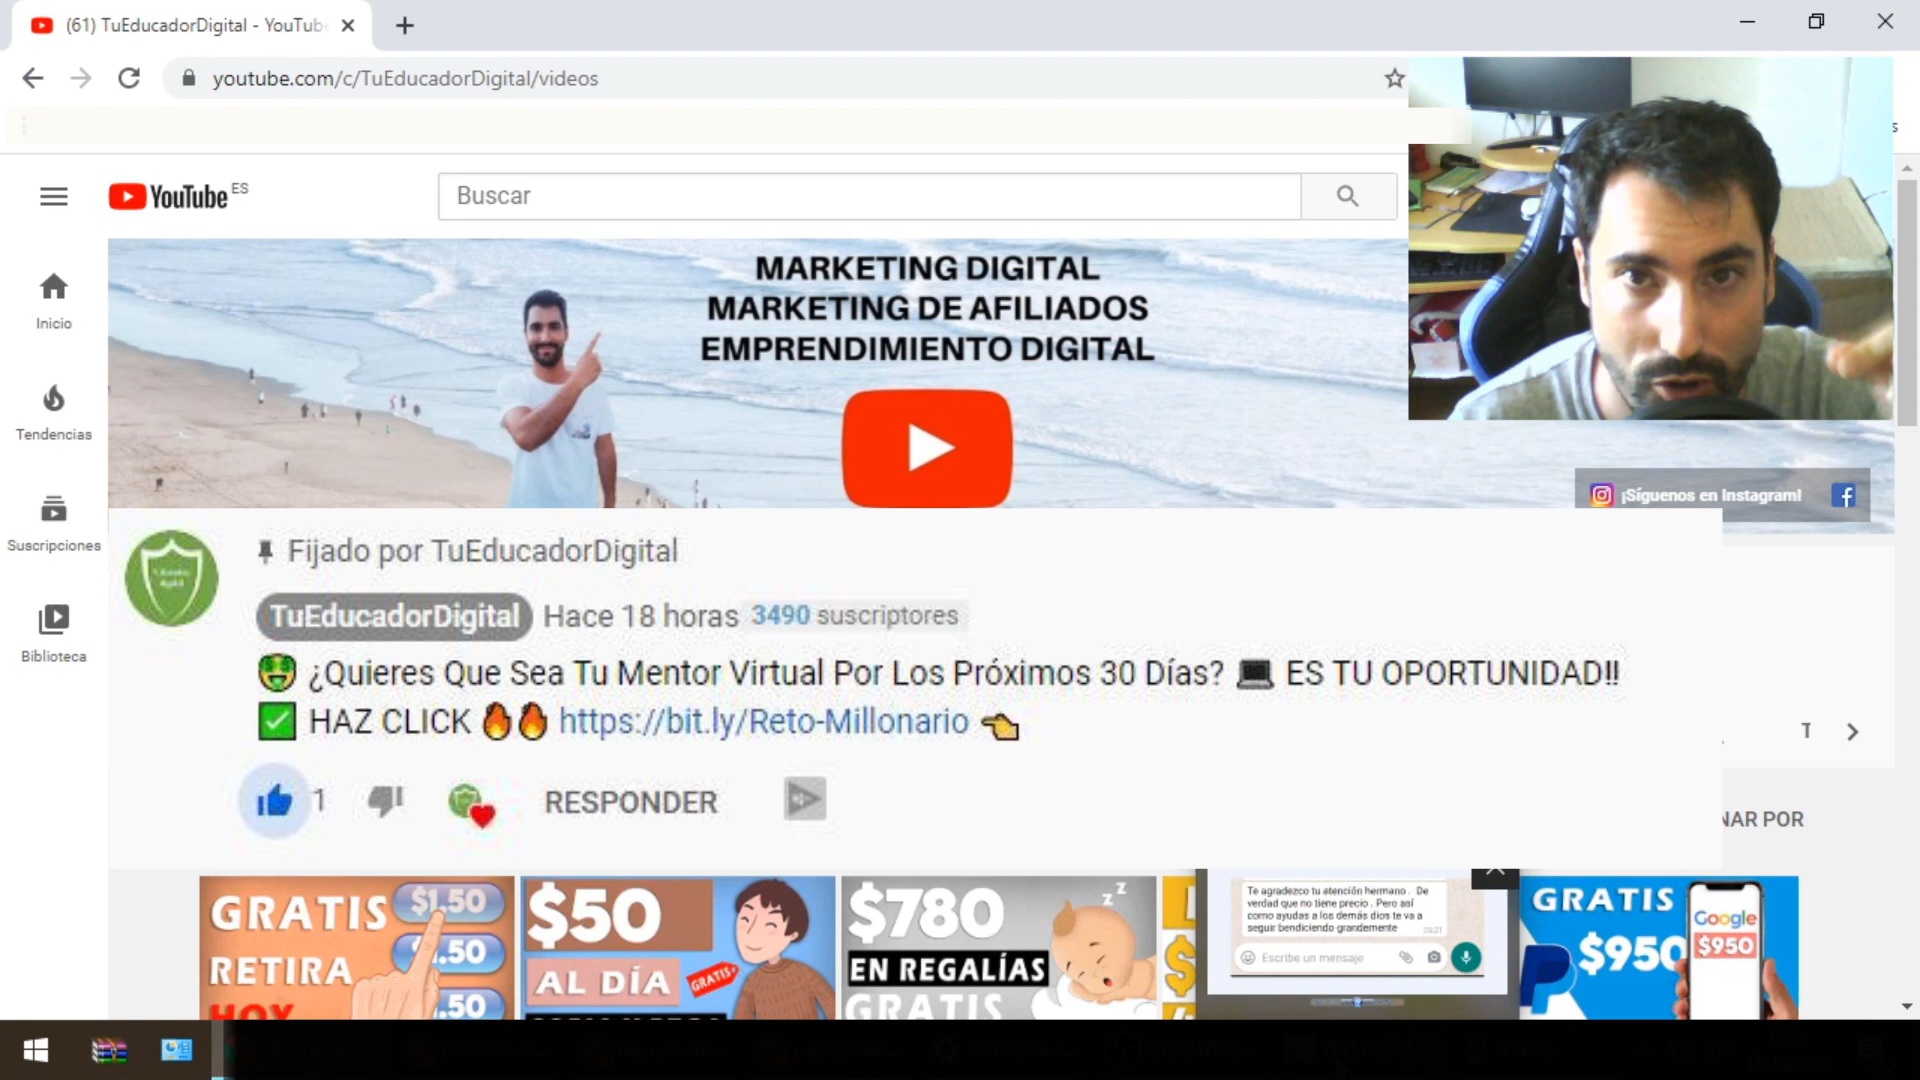 (61) TuEducadorDigital - YouTub
youtube.com/c/TuEducadorDigital/videos
YouTube ES
Buscar
Inicio
Tendencias
Suscripciones
Biblioteca
MARKETING DIGITAL
MARKETING DE AFILIADOS
EMPRENDIMIENTO DIGITAL
¡Síguenos en Instagram!
Fijado por TuEducadorDigital
TuEducadorDigital Hace 18 horas 3490 suscriptores
🤑 ¿Quieres Que Sea Tu Mentor Virtual Por Los Próximos 30 Días? 💻 ES TU OPORTUNIDAD!!
✅ HAZ CLICK 🔥🔥 https://bit.ly/Reto-Millonario 👈
1 RESPONDER
T
NAR POR
GRATIS $1.50
RETIRA $1.50
HOY .50
$50
AL DÍA GRATIS
$780
EN REGALÍAS
GRATIS
Z Z
$
Te agradezco tu atención hermano . De
verdad que no tiene precio . Pero así
como ayudas a los demás dios te va a
seguir bendiciendo grandemente
Escribe un mensaje
GRATIS
$950
Google
$950